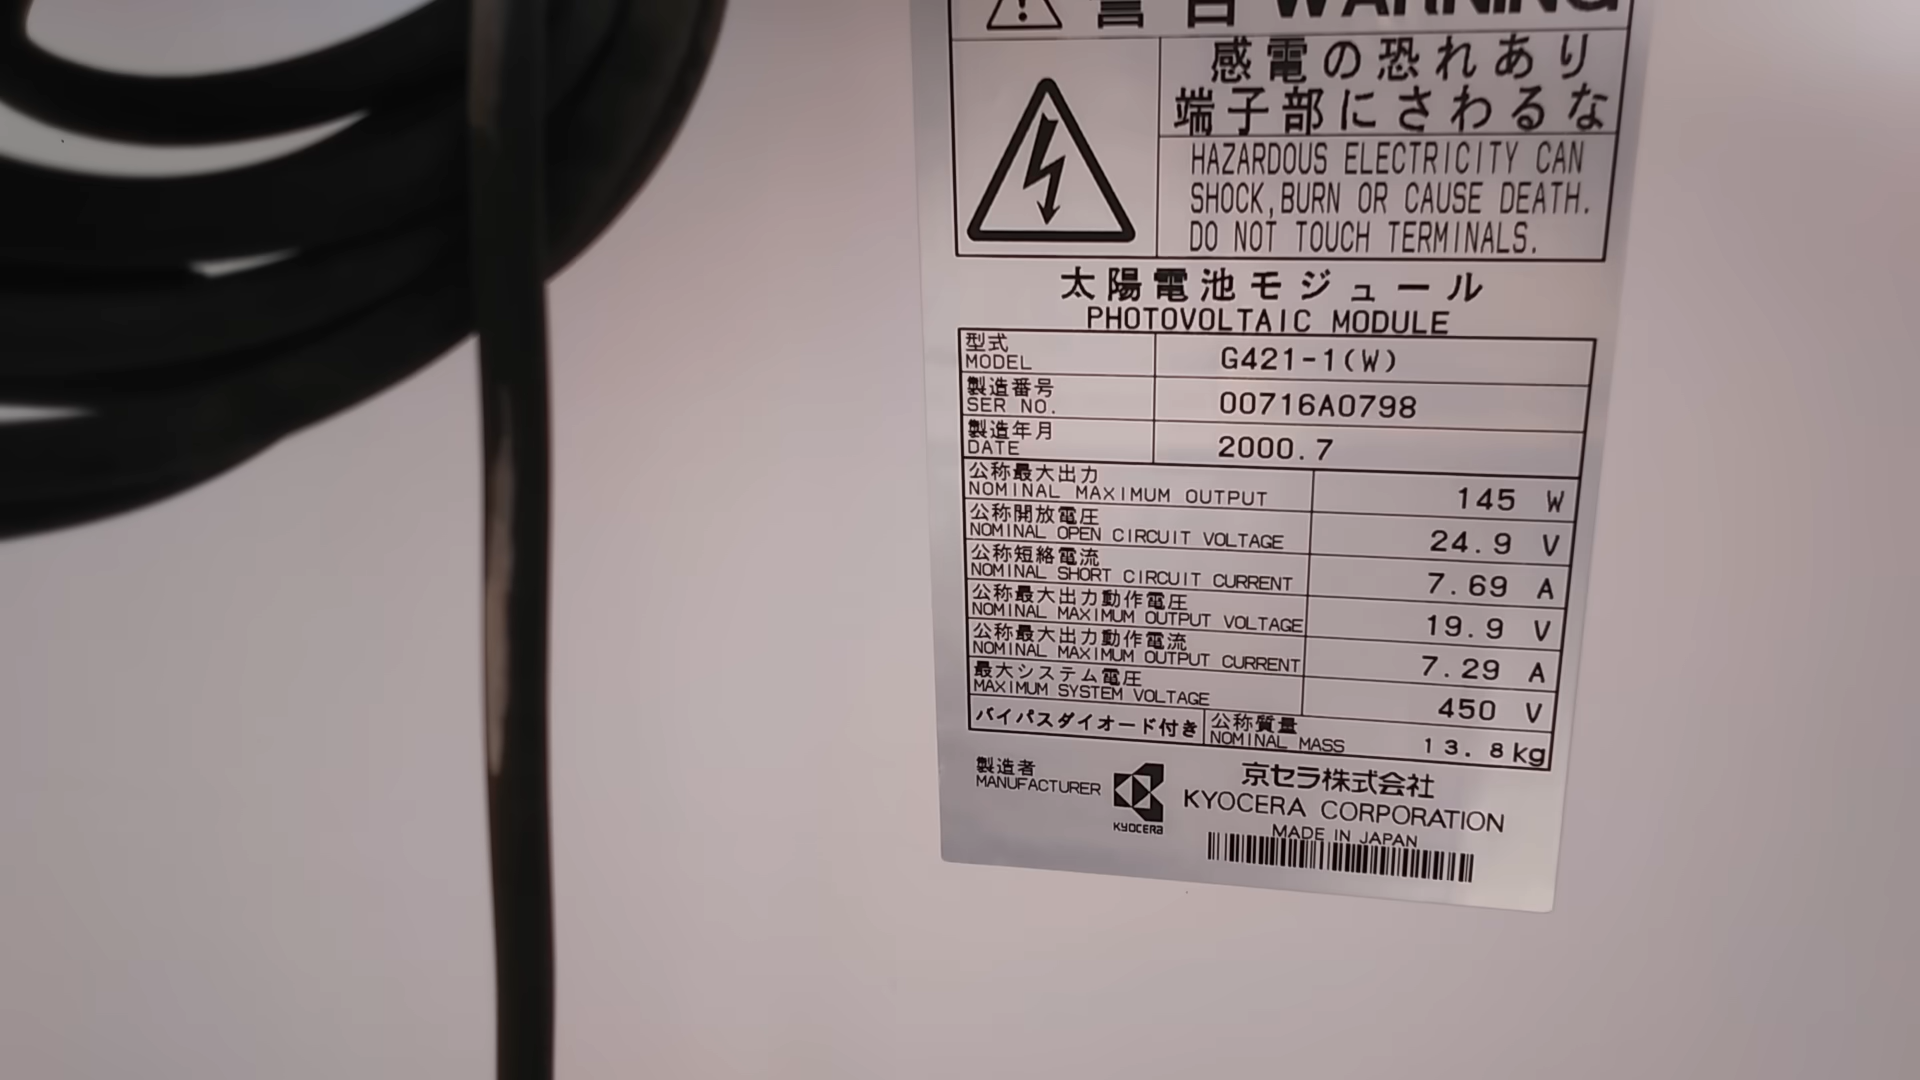 警告 WARNING
感電の恐れあり
端子部にさわるな
HAZARDOUS ELECTRICITY CAN
SHOCK,BURN OR CAUSE DEATH.
DO NOT TOUCH TERMINALS.
太陽電池モジュール
PHOTOVOLTAIC MODULE
型式
MODEL
G421-1(W)
製造番号
SER NO.
00716A0798
製造年月
DATE
2000.7
公称最大出力
NOMINAL MAXIMUM OUTPUT
145 W
公称開放電圧
NOMINAL OPEN CIRCUIT VOLTAGE
24.9 V
公称短絡電流
NOMINAL SHORT CIRCUIT CURRENT
7.69 A
公称最大出力動作電圧
NOMINAL MAXIMUM OUTPUT VOLTAGE
19.9 V
公称最大出力動作電流
NOMINAL MAXIMUM OUTPUT CURRENT
7.29 A
最大システム電圧
MAXIMUM SYSTEM VOLTAGE
450 V
バイパスダイオード付き
公称質量
NOMINAL MASS
13.8kg
製造者
MANUFACTURER
KYOCERA
京セラ株式会社
KYOCERA CORPORATION
MADE IN JAPAN